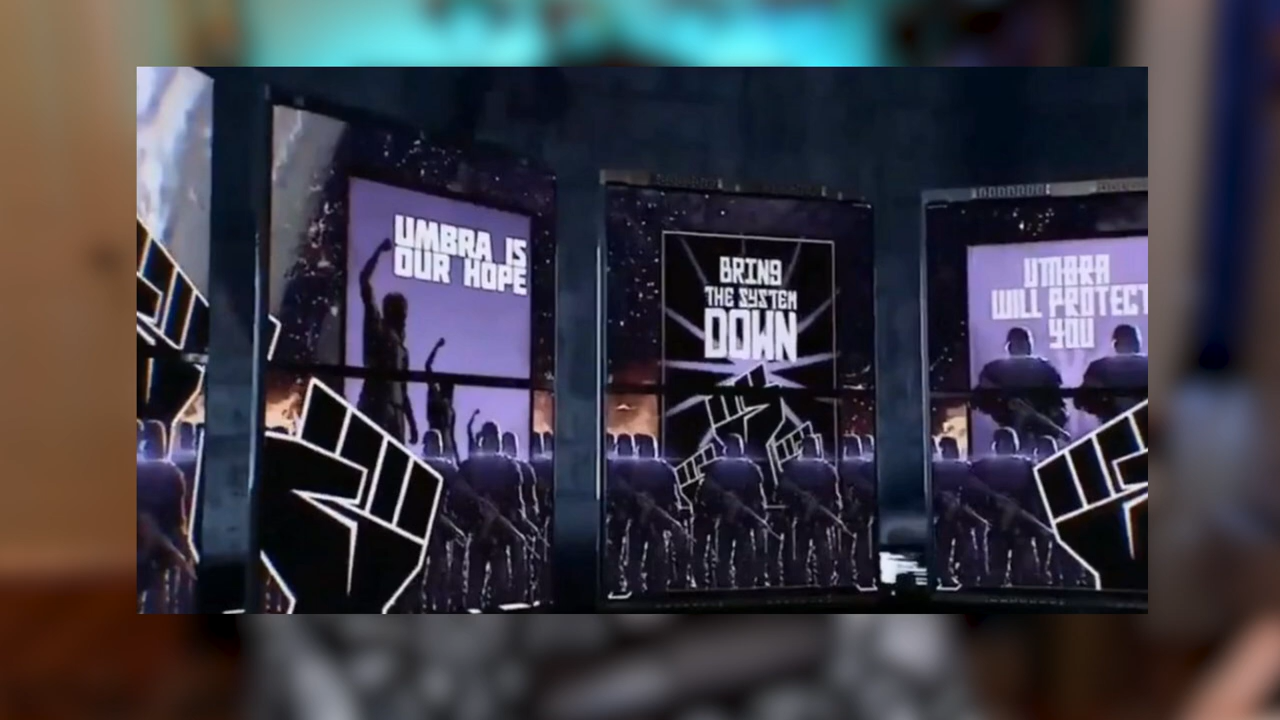 UMBRA IS
OUR HOPE
BRING
THE SYSTEM
DOWN
UMBRA
WILL PROTECT
YOU